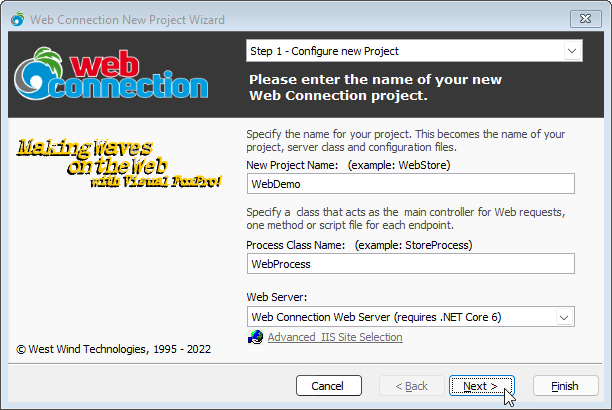 Web Connection New Project Wizard
web
connection
Step 1 - Configure new Project
Please enter the name of your new
Web Connection project.
Making Waves
on the Web
with Visual FoxPro!
Specify the name for your project. This becomes the name of your
project, server class and configuration files.
New Project Name: (example: WebStore)
WebDemo
Specify a class that acts as the main controller for Web requests,
one method or script file for each endpoint.
Process Class Name: (example: StoreProcess)
WebProcess
Web Server:
Web Connection Web Server (requires .NET Core 6)
Advanced IIS Site Selection
© West Wind Technologies, 1995 - 2022
Cancel
< Back
Next >
Finish